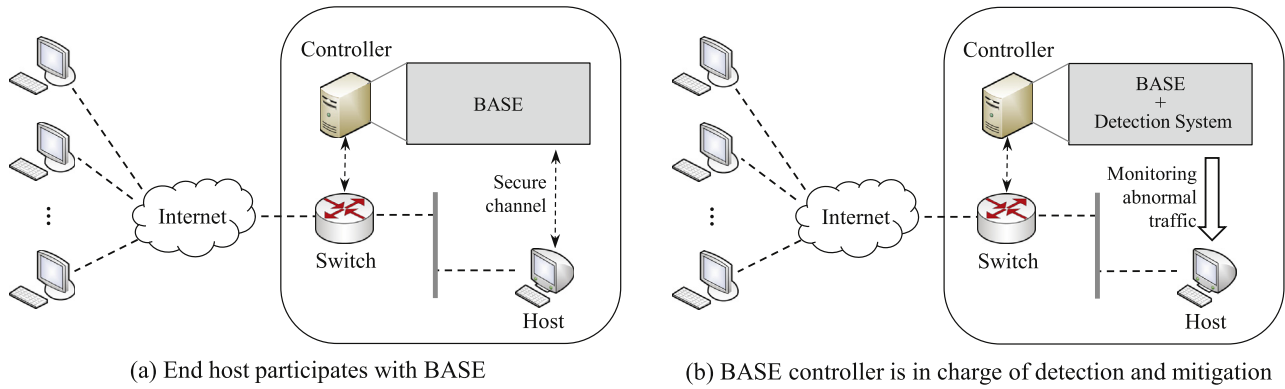 Controller
BASE
Secure
channel
Internet
Switch
Host
(a) End host participates with BASE
Controller
BASE
+
Detection System
Monitoring
abnormal
traffic
Internet
Switch
Host
(b) BASE controller is in charge of detection and mitigation